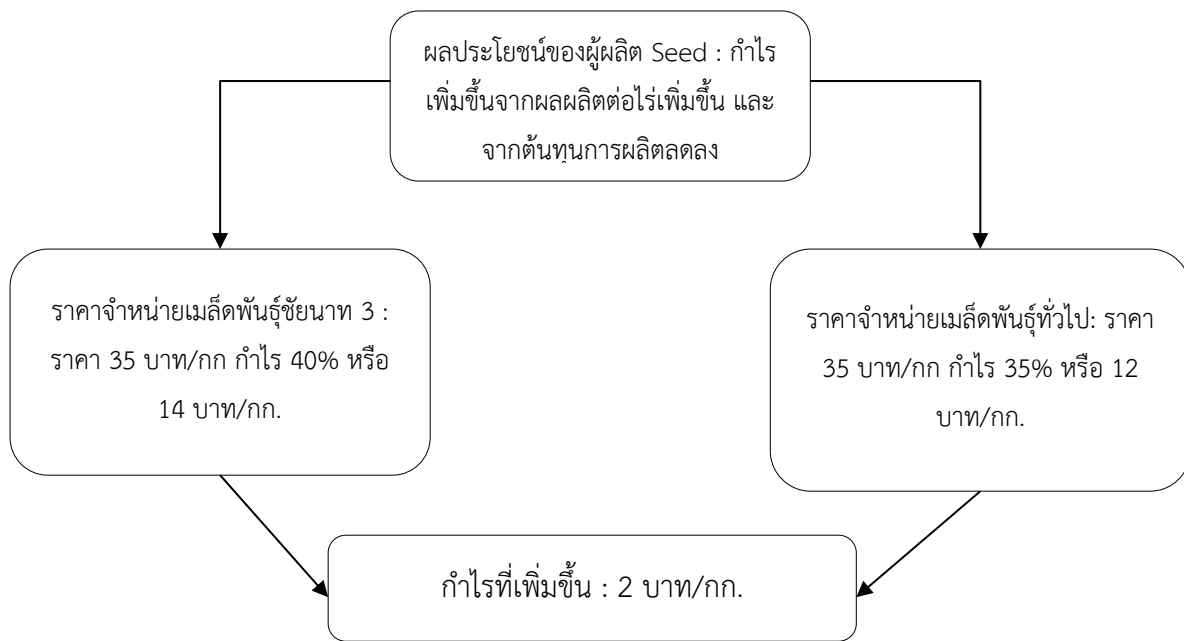 ผลประโยชน์ของผู้ผลิต Seed : กำไร
เพิ่มขึ้นจากผลผลิตต่อไร่เพิ่มขึ้น และ
จากต้นทุนการผลิตลดลง
ราคาจำหน่ายเมล็ดพันธุ์ชัยนาท 3 :
ราคา 35 บาท/กก กำไร 40% หรือ
14 บาท/กก.
ราคาจำหน่ายเมล็ดพันธุ์ทั่วไป: ราคา
35 บาท/กก กำไร 35% หรือ 12
บาท/กก.
กำไรที่เพิ่มขึ้น : 2 บาท/กก.